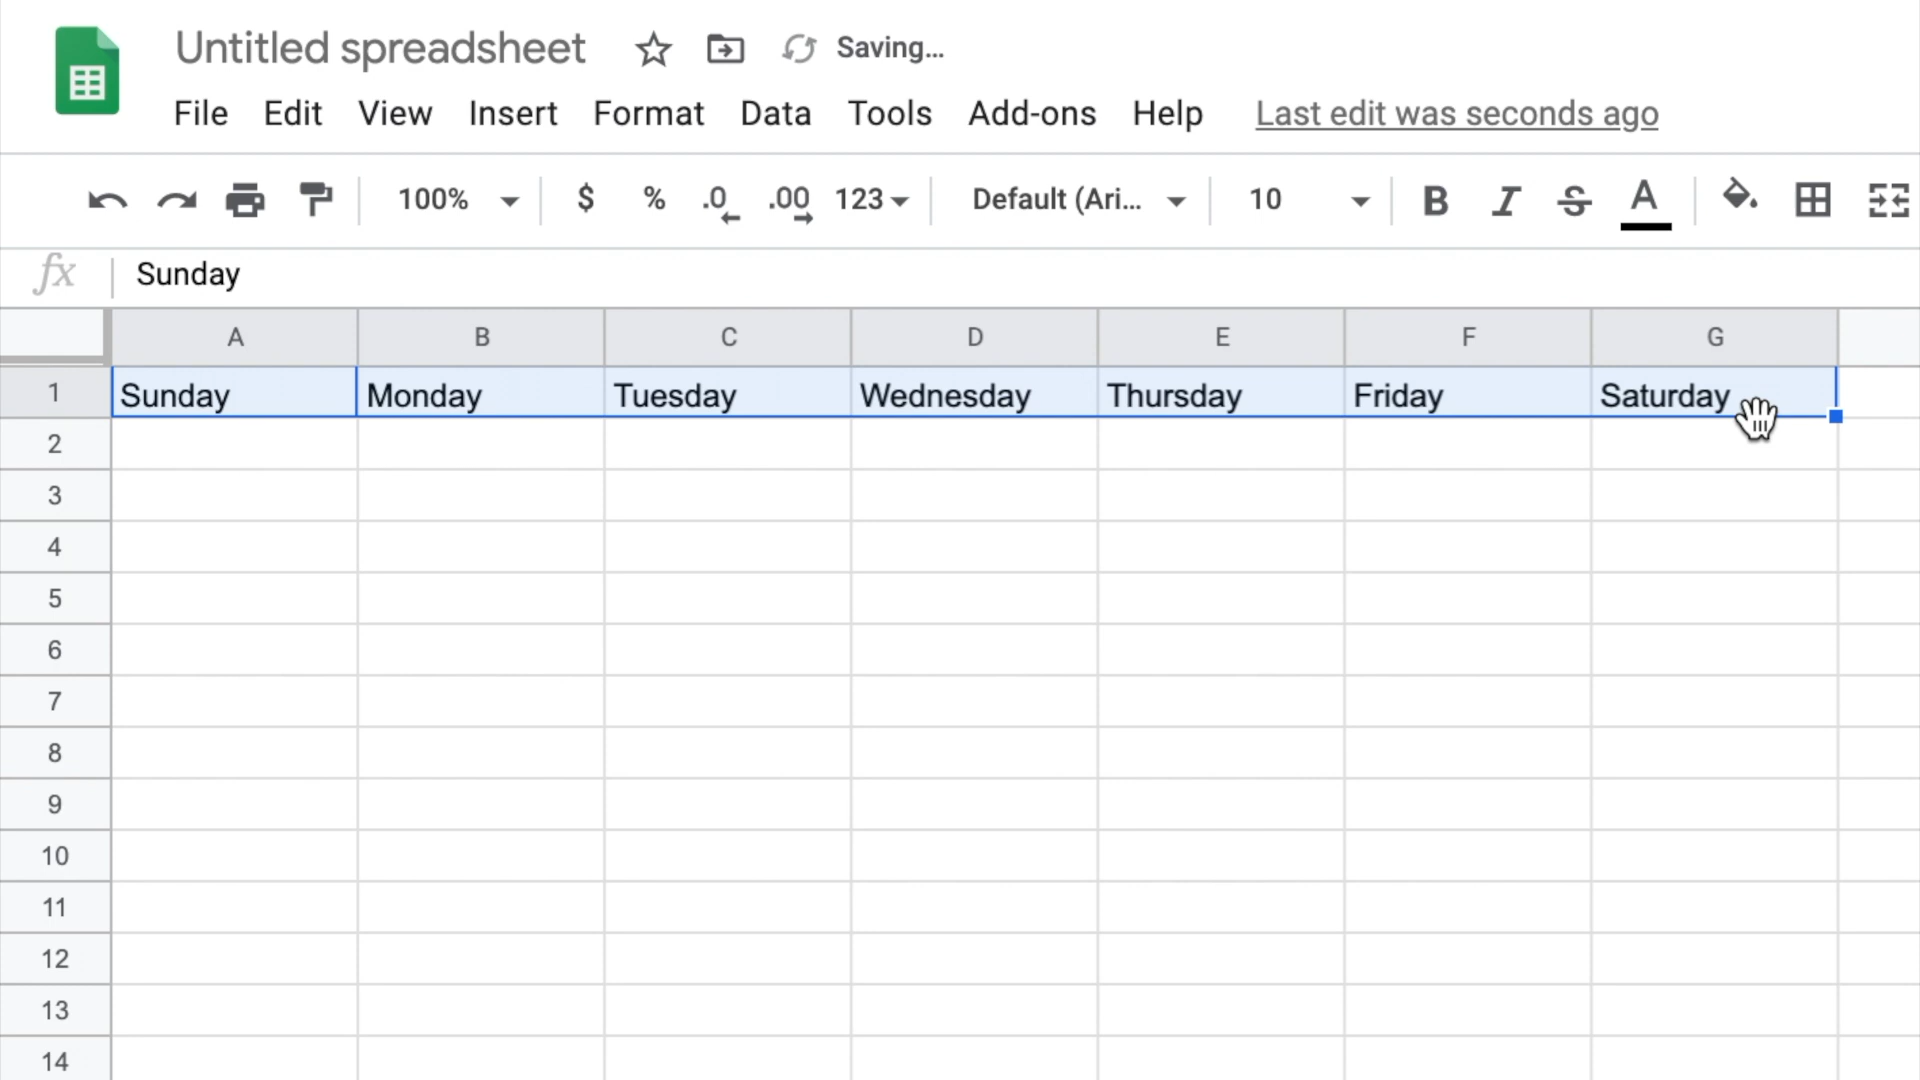 Untitled spreadsheet Saving...
File Edit View Insert Format Data Tools Add-ons Help Last edit was seconds ago
100% $ % .0 .00 123 Default (Ari... 10 B I S A
fx Sunday
A B C D E F G
1 Sunday Monday Tuesday Wednesday Thursday Friday Saturday
2
3
4
5
6
7
8
9
10
11
12
13
14